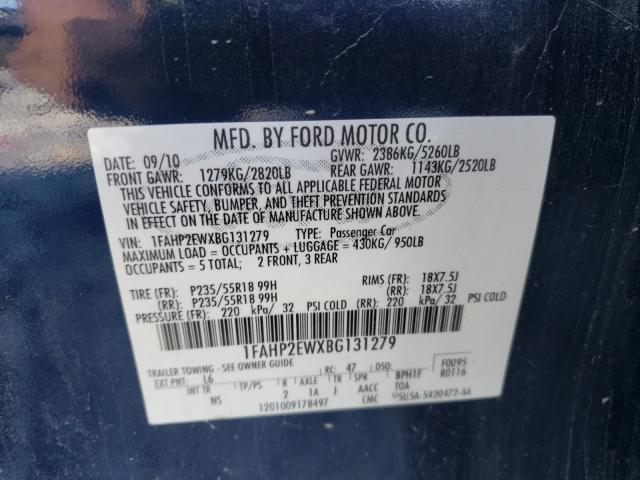 MFD. BY FORD MOTOR CO.
DATE: 09/10 GVWR: 2386KG/5260LB
FRONT GAWR: 1279KG/2820LB REAR GAWR: 1143KG/2520LB
THIS VEHICLE CONFORMS TO ALL APPLICABLE FEDERAL MOTOR
VEHICLE SAFETY, BUMPER, AND THEFT PREVENTION STANDARDS
IN EFFECT ON THE DATE OF MANUFACTURE SHOWN ABOVE.
VIN: 1FAHP2EWXBG131279 TYPE: Passenger Car
MAXIMUM LOAD = OCCUPANTS + LUGGAGE = 430KG/950LB
OCCUPANTS = 5 TOTAL; 2 FRONT, 3 REAR
TIRE (FR): P235/55R18 99H RIMS (FR): 18X7.5J
(RR): P235/55R18 99H (RR): 18X7.5J
PRESSURE (FR): 220 kPa/ 32 PSI COLD (RR): 220 kPa/ 32 PSI COLD
1FAHP2EWXBG131279
TRAILER TOWING - SEE OWNER GUIDE
EXT PNT: L6 RC: 47 DSO: F0095
INT TR R AXLE TR SPR BPH1F R0116
NS 2 1A J AACC TOA
1201009178497 CMC 5U5A-5420472-AA